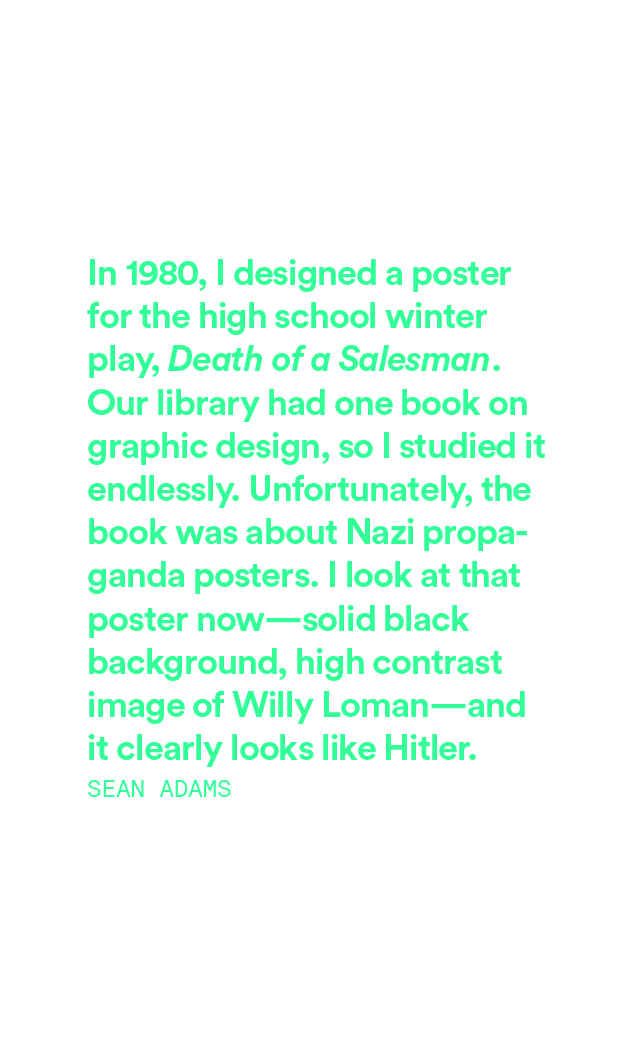 In 1980, I designed a poster
for the high school winter
play, Death of a Salesman.
Our library had one book on
graphic design, so I studied it
endlessly. Unfortunately, the
book was about Nazi propa-
ganda posters. I look at that
poster now—solid black
background, high contrast
image of Willy Loman—and
it clearly looks like Hitler.
SEAN ADAMS